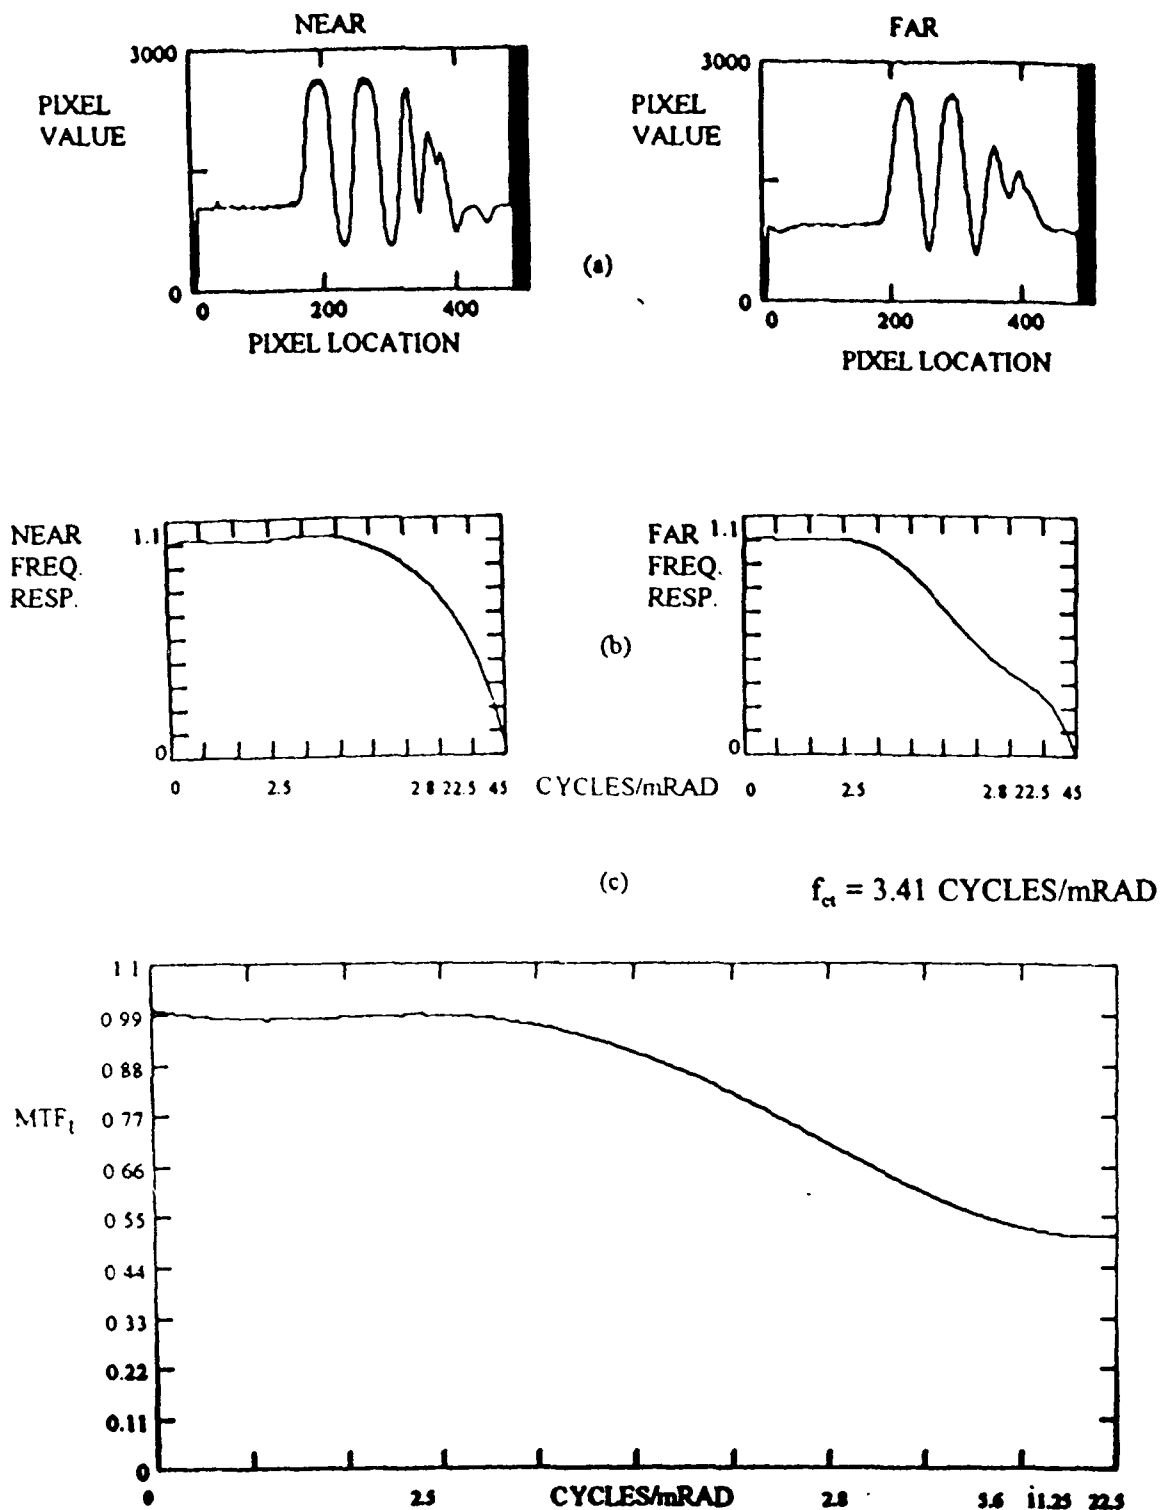 NEAR
3000
PIXEL
VALUE
0
0 200 400
PIXEL LOCATION
FAR
3000
PIXEL
VALUE
0
0 200 400
PIXEL LOCATION
(a)
NEAR
FREQ.
RESP.
1.1
0
0 2.5 2.8 22.5 45
CYCLES/mRAD
FAR
FREQ.
RESP.
1.1
0
0 2.5 2.8 22.5 45
(b)
(c)
f_ct = 3.41 CYCLES/mRAD
1 1
0 99
0 88
0 77
0 66
0 55
0 44
0 33
0.22
0.11
0
MTF_t
0 2.5 CYCLES/mRAD 2.8 3.6 11.25 22.5